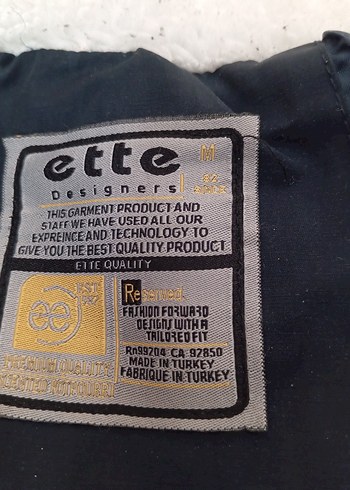 ette
M
Designers
THIS GARMENT PRODUCT AND
STAFF WE HAVE USED ALL OUR
EXPREINCE AND TECHNOLOGY TO
GIVE YOU THE BEST QUALITY PRODUCT
ETTE QUALITY
EST.
Reserved.
FASHION FORWARD
DESIGNS WITH A
TAILORED FIT
Rn99204 CA 92850
MADE IN TURKEY
FABRIQUE IN TURKEY